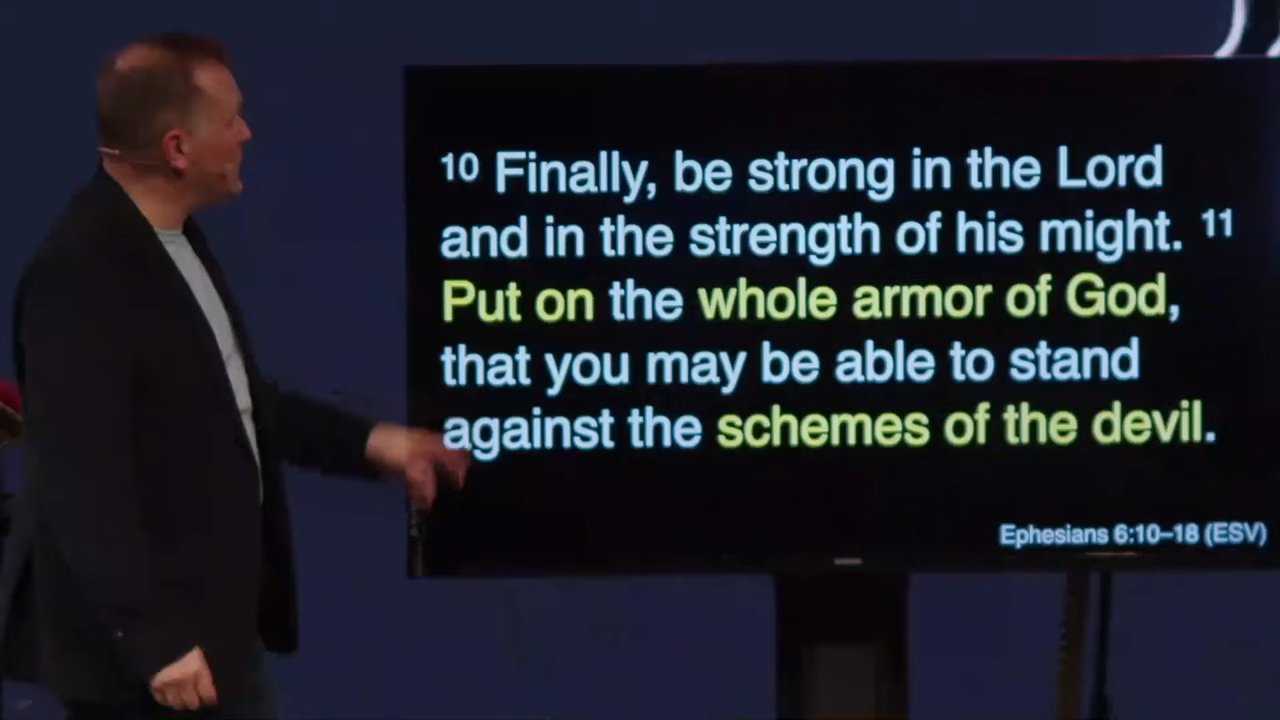 ¹⁰ Finally, be strong in the Lord
and in the strength of his might. ¹¹
Put on the whole armor of God,
that you may be able to stand
against the schemes of the devil.
Ephesians 6:10–18 (ESV)